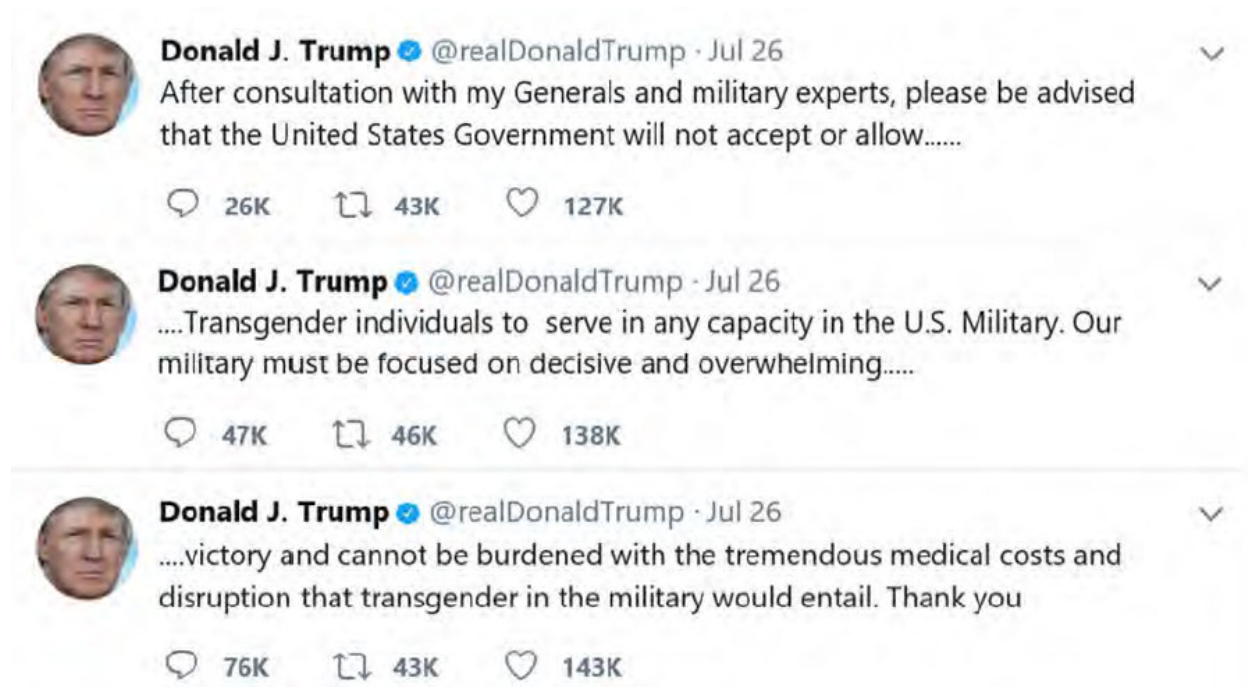 Donald J. Trump @realDonaldTrump · Jul 26
After consultation with my Generals and military experts, please be advised
that the United States Government will not accept or allow......
26K 43K 127K
Donald J. Trump @realDonaldTrump · Jul 26
....Transgender individuals to serve in any capacity in the U.S. Military. Our
military must be focused on decisive and overwhelming.....
47K 46K 138K
Donald J. Trump @realDonaldTrump · Jul 26
....victory and cannot be burdened with the tremendous medical costs and
disruption that transgender in the military would entail. Thank you
76K 43K 143K